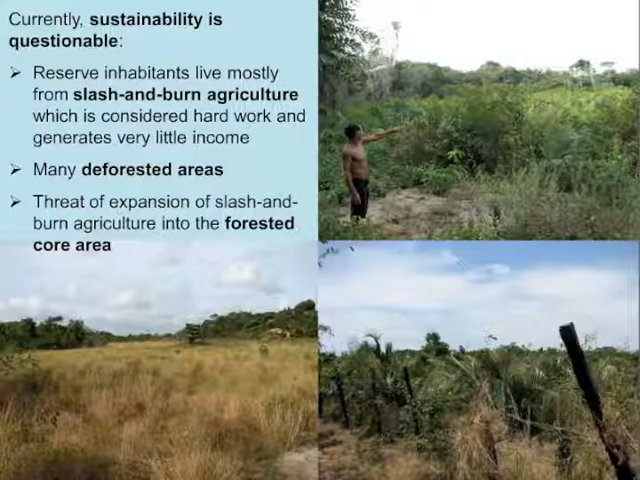 Currently, sustainability is
questionable:
➢ Reserve inhabitants live mostly
from slash-and-burn agriculture
which is considered hard work and
generates very little income
➢ Many deforested areas
➢ Threat of expansion of slash-and-
burn agriculture into the forested
core area